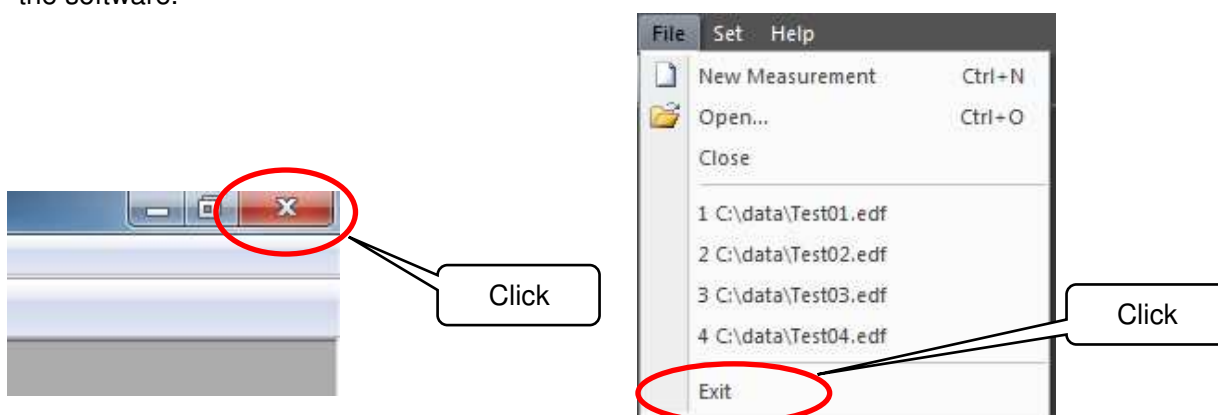 the software.
File Set Help
New Measurement Ctrl+N
Open... Ctrl+O
Close
1 C:\data\Test01.edf
2 C:\data\Test02.edf
3 C:\data\Test03.edf
4 C:\data\Test04.edf
Exit
Click
Click